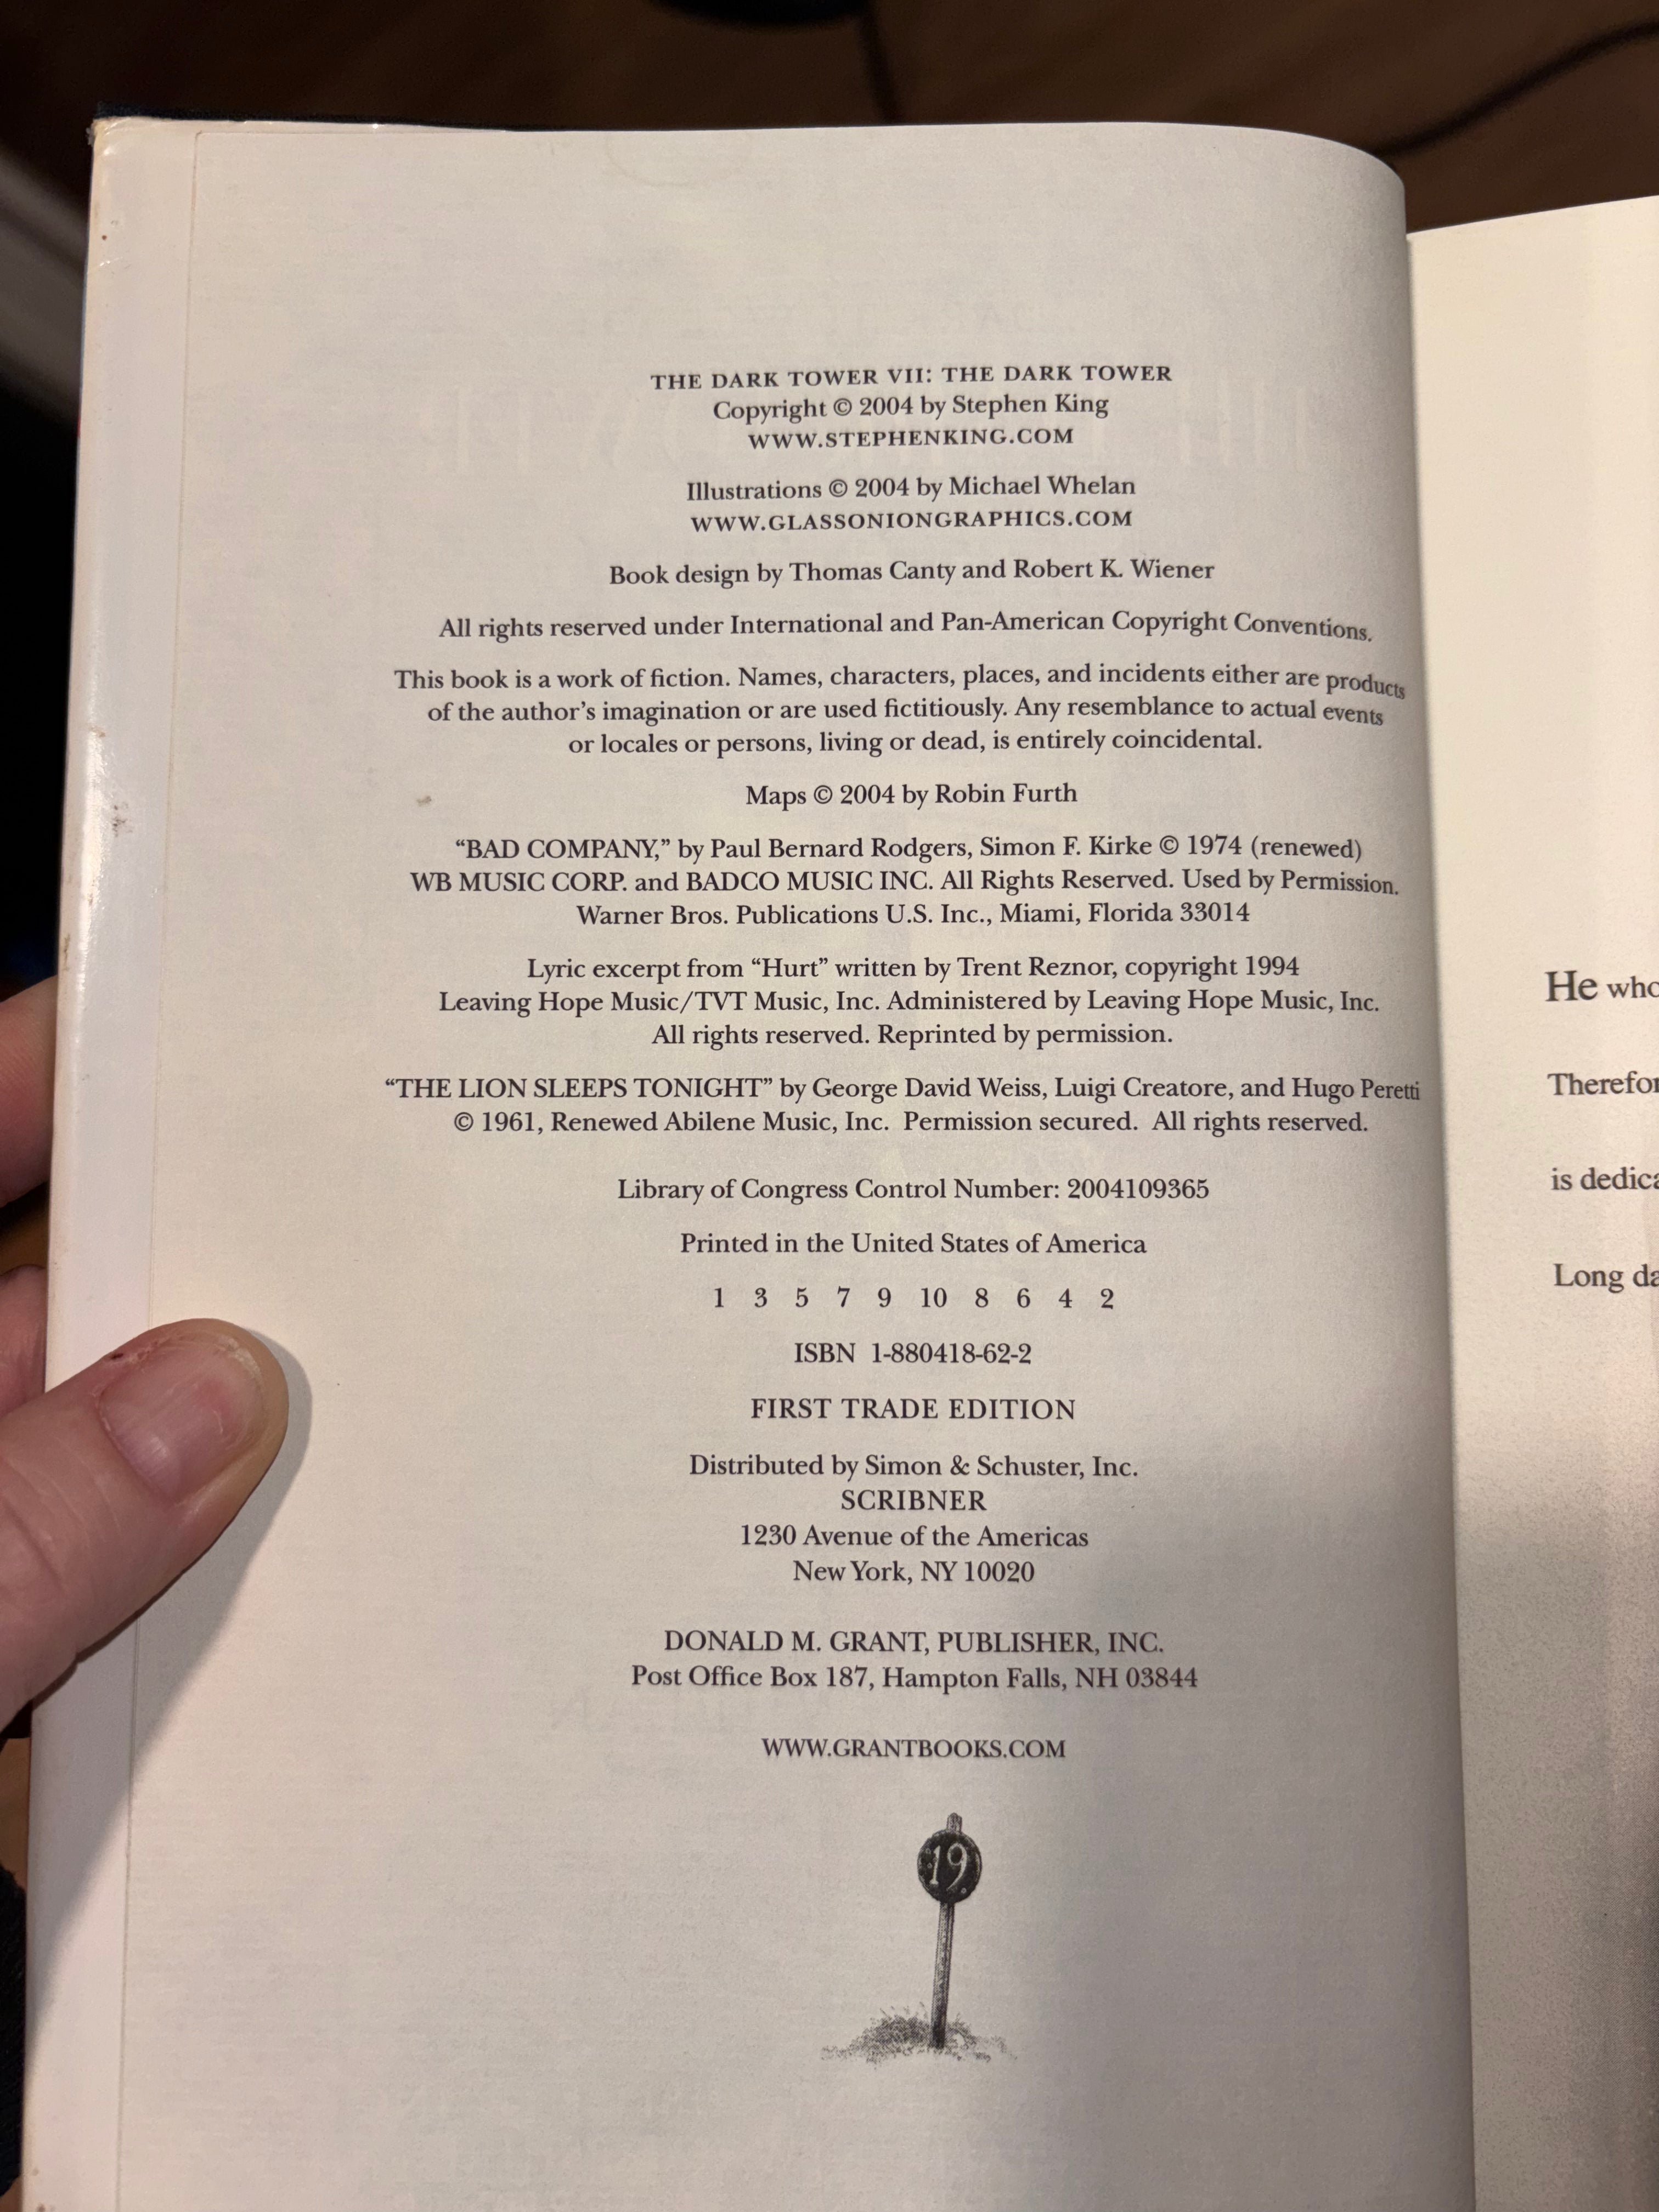 THE DARK TOWER VII: THE DARK TOWER
Copyright © 2004 by Stephen King
WWW.STEPHENKING.COM
Illustrations © 2004 by Michael Whelan
WWW.GLASSONIONGRAPHICS.COM
Book design by Thomas Canty and Robert K. Wiener
All rights reserved under International and Pan-American Copyright Conventions.
This book is a work of fiction. Names, characters, places, and incidents either are products
of the author's imagination or are used fictitiously. Any resemblance to actual events
or locales or persons, living or dead, is entirely coincidental.
Maps © 2004 by Robin Furth
“BAD COMPANY,” by Paul Bernard Rodgers, Simon F. Kirke © 1974 (renewed)
WB MUSIC CORP. and BADCO MUSIC INC. All Rights Reserved. Used by Permission.
Warner Bros. Publications U.S. Inc., Miami, Florida 33014
Lyric excerpt from “Hurt” written by Trent Reznor, copyright 1994
Leaving Hope Music/TVT Music, Inc. Administered by Leaving Hope Music, Inc.
All rights reserved. Reprinted by permission.
“THE LION SLEEPS TONIGHT” by George David Weiss, Luigi Creatore, and Hugo Peretti
© 1961, Renewed Abilene Music, Inc. Permission secured. All rights reserved.
Library of Congress Control Number: 2004109365
Printed in the United States of America
1 3 5 7 9 10 8 6 4 2
ISBN 1-880418-62-2
FIRST TRADE EDITION
Distributed by Simon & Schuster, Inc.
SCRIBNER
1230 Avenue of the Americas
New York, NY 10020
DONALD M. GRANT, PUBLISHER, INC.
Post Office Box 187, Hampton Falls, NH 03844
WWW.GRANTBOOKS.COM
19
He who
is
Long